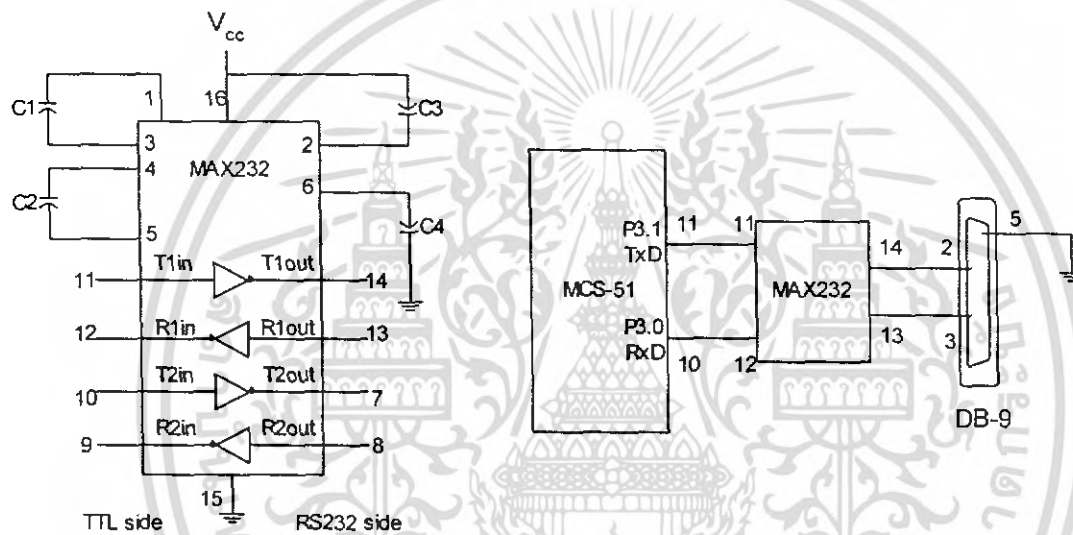 Vcc
C1
1
16
C3
3
2
4
MAX232
6
C2
C4
5
11
T1in
T1out
14
12
R1in
R1out
13
10
T2in
T2out
7
9
R2in
R2out
8
15
TTL side
RS232 side
P3.1
TxD
11
11
MCS-51
P3.0
RxD
10
12
MAX232
14
13
2
3
5
DB-9